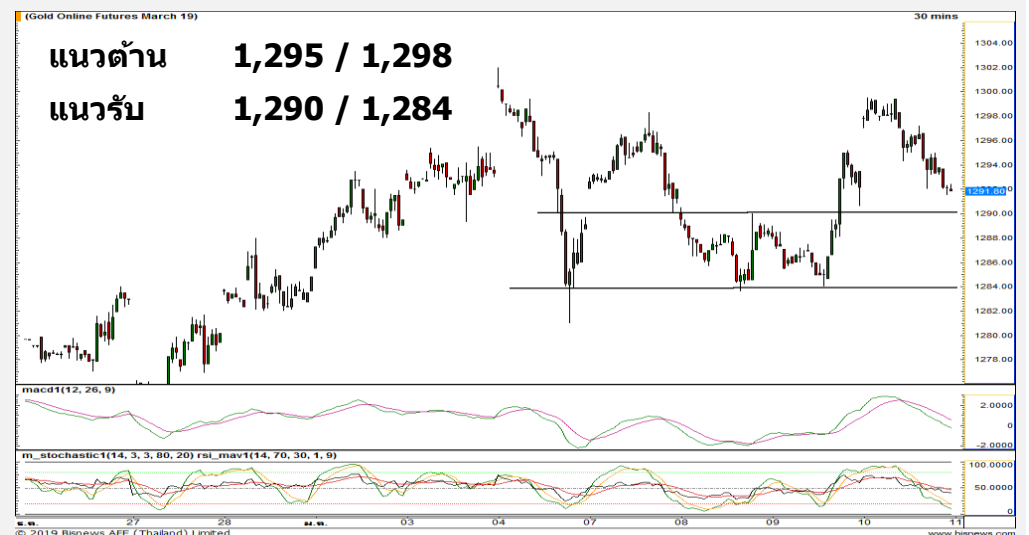 (Gold Online Futures March 19) 30 mins
แนวต้าน 1,295 / 1,298
แนวรับ 1,290 / 1,284
1304.00
1302.00
1300.00
1298.00
1296.00
1294.00
1291.80
1290.00
1288.00
1286.00
1284.00
1282.00
1280.00
1278.00
macd1(12, 26, 9)
2.0000
0
-2.0000
m_stochastic1(14, 3, 3, 80, 20) rsi_mav1(14, 70, 30, 1, 9)
100.0000
50.0000
0
ธ.ค. 27 28 ม.ค. 03 04 07 08 09 10 11
© 2019 Bisnews AFE (Thailand) Limited www.bisnews.com